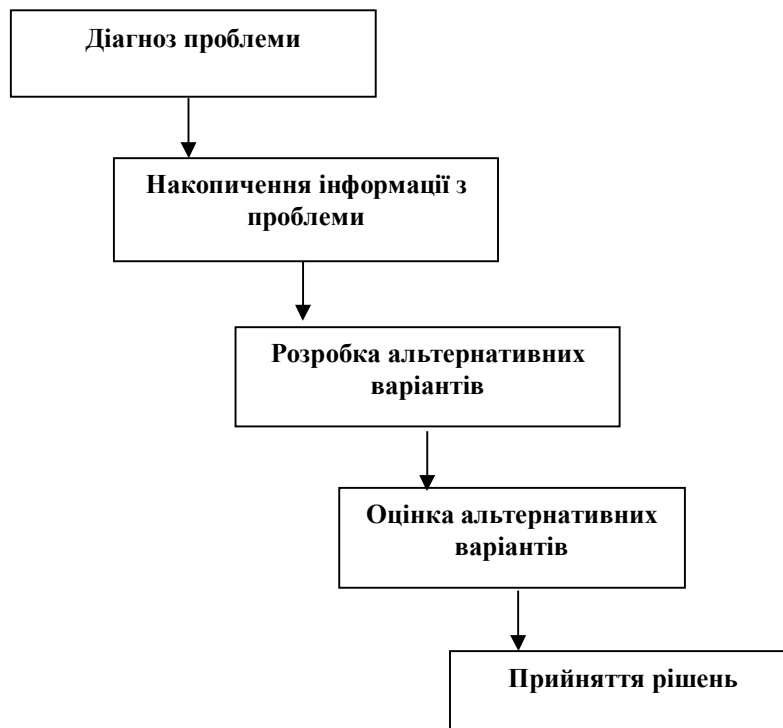 Діагноз проблеми
Накопичення інформації з
проблеми
Розробка альтернативних
варіантів
Оцінка альтернативних
варіантів
Прийняття рішень